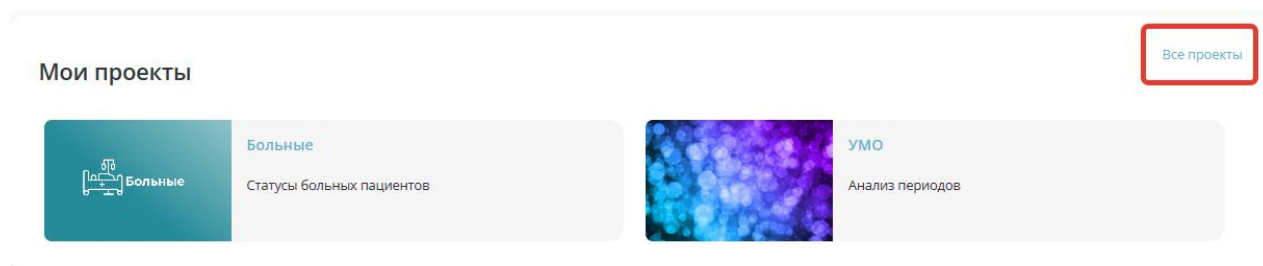 Все проекты
Мои проекты
Больные
Больные
Статусы больных пациентов
УМО
Анализ периодов